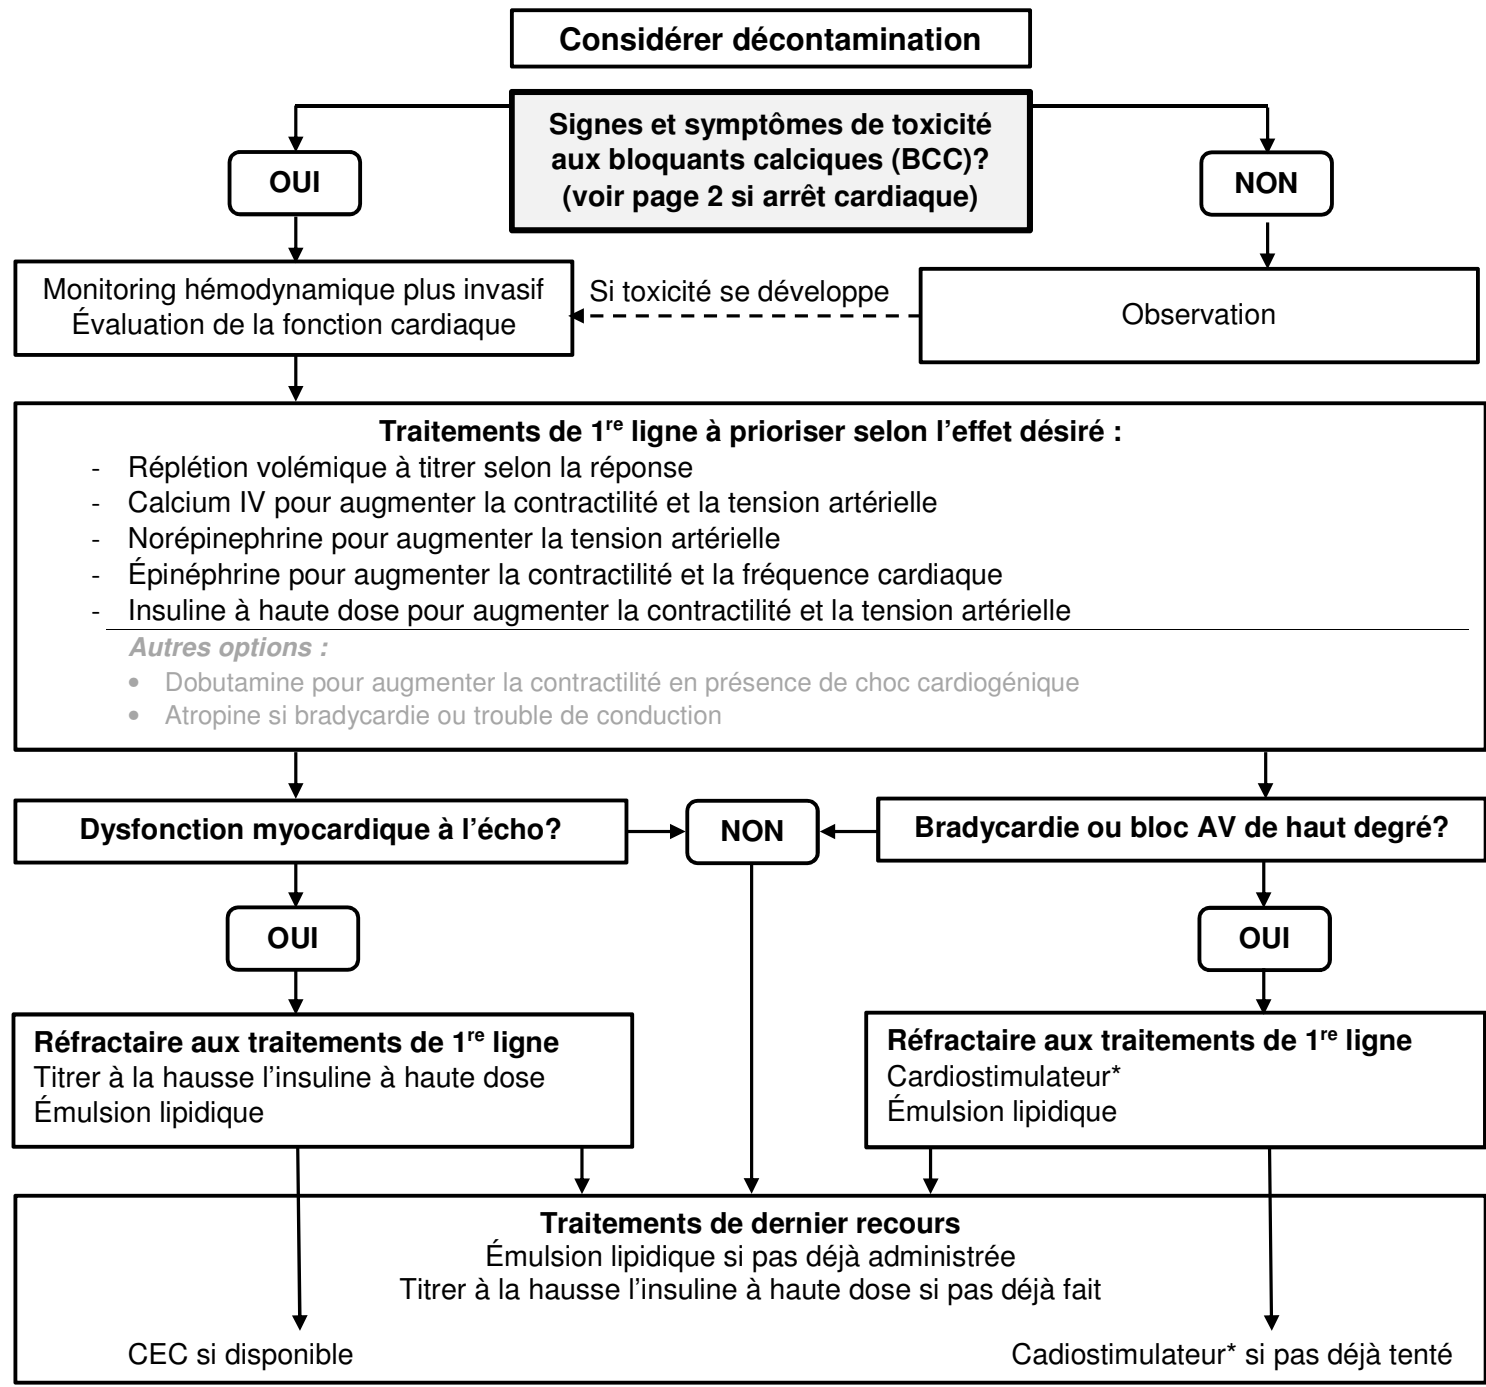 Considérer décontamination
Signes et symptômes de toxicité
aux bloquants calciques (BCC)?
(voir page 2 si arrêt cardiaque)
OUI
NON
Monitoring hémodynamique plus invasif
Évaluation de la fonction cardiaque
Si toxicité se développe
Observation
Traitements de 1re ligne à prioriser selon l’effet désiré :
- Réplétion volémique à titrer selon la réponse
- Calcium IV pour augmenter la contractilité et la tension artérielle
- Norépinephrine pour augmenter la tension artérielle
- Épinéphrine pour augmenter la contractilité et la fréquence cardiaque
- Insuline à haute dose pour augmenter la contractilité et la tension artérielle
Autres options :
• Dobutamine pour augmenter la contractilité en présence de choc cardiogénique
• Atropine si bradycardie ou trouble de conduction
Dysfonction myocardique à l’écho?
NON
Bradycardie ou bloc AV de haut degré?
OUI
OUI
Réfractaire aux traitements de 1re ligne
Titrer à la hausse l’insuline à haute dose
Émulsion lipidique
Réfractaire aux traitements de 1re ligne
Cardiostimulateur*
Émulsion lipidique
Traitements de dernier recours
Émulsion lipidique si pas déjà administrée
Titrer à la hausse l’insuline à haute dose si pas déjà fait
CEC si disponible
Cadiostimulateur* si pas déjà tenté